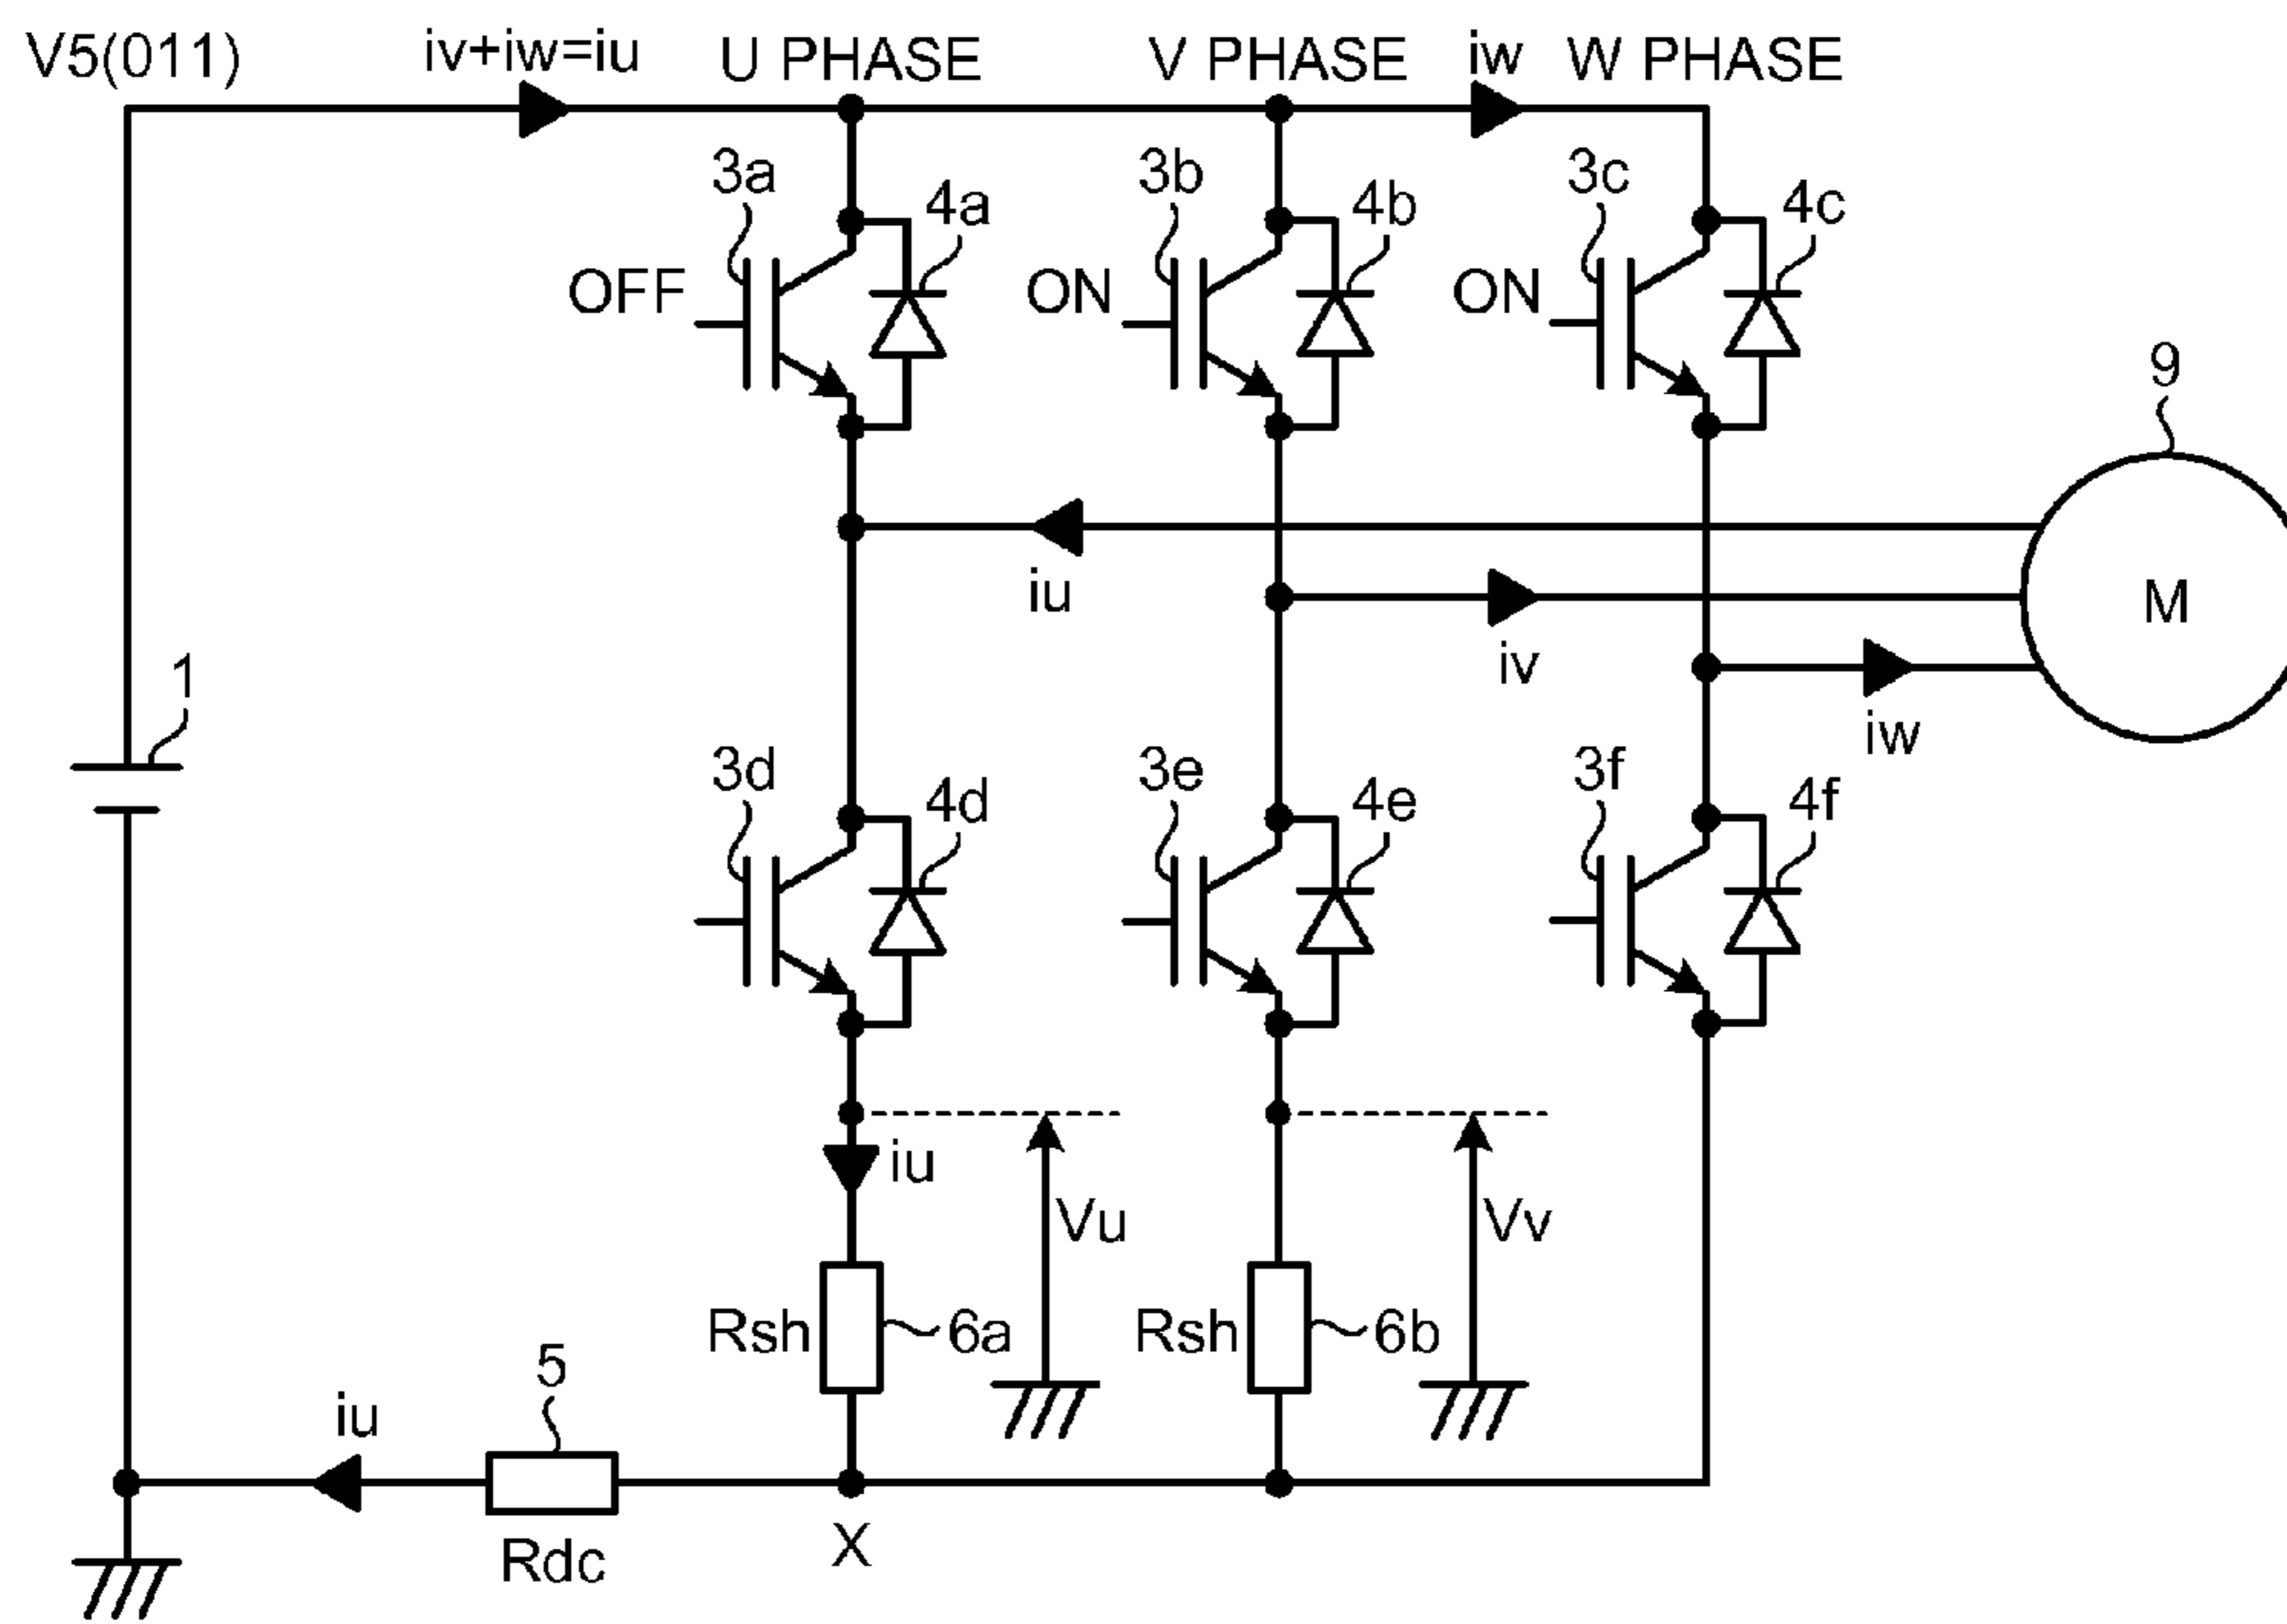 V5(011)
iv+iw=iu
U PHASE
V PHASE
iw
W PHASE
3a
4a
3b
4b
3c
4c
OFF
ON
ON
9
M
iu
iv
iw
1
3d
4d
3e
4e
3f
4f
iu
Vu
Vv
Rsh
6a
Rsh
6b
5
iu
Rdc
X